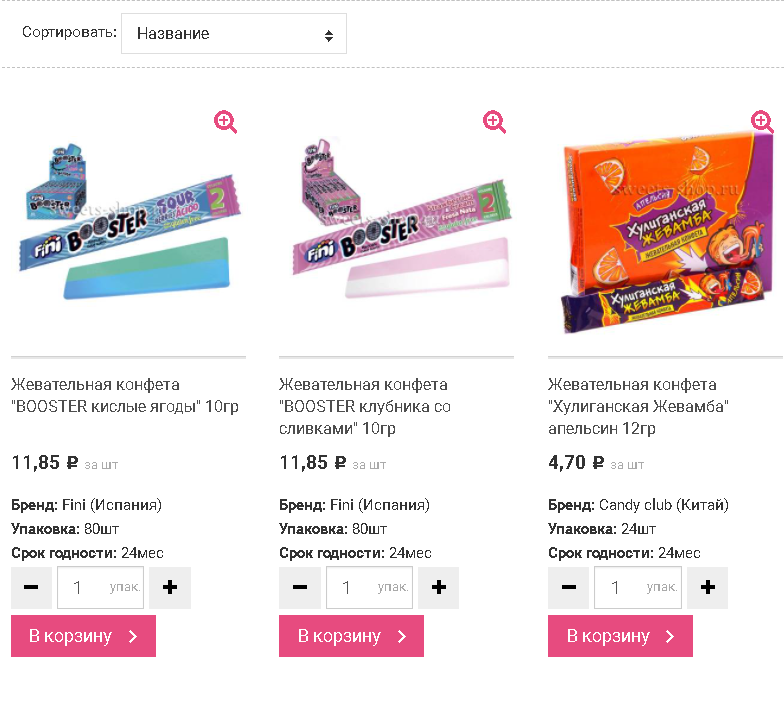 Сортировать: Название
Fini BOOSTER SOUR ACIDO 2
Fini BOOSTER Fresa Nata 2
sweets-shop.ru
АПЕЛЬСИН
Хулиганская
ЖЕВАМБА
ЖЕВАТЕЛЬНАЯ КОНФЕТА
Хулиганская
ЖЕВАМБА
АПЕЛЬСИН
Жевательная конфета
"BOOSTER кислые ягоды" 10гр
11,85 ₽ за шт
Бренд: Fini (Испания)
Упаковка: 80шт
Срок годности: 24мес
− 1 упак. +
В корзину
Жевательная конфета
"BOOSTER клубника со
сливками" 10гр
11,85 ₽ за шт
Бренд: Fini (Испания)
Упаковка: 80шт
Срок годности: 24мес
− 1 упак. +
В корзину
Жевательная конфета
"Хулиганская Жевамба"
апельсин 12гр
4,70 ₽ за шт
Бренд: Candy club (Китай)
Упаковка: 24шт
Срок годности: 24мес
− 1 упак. +
В корзину